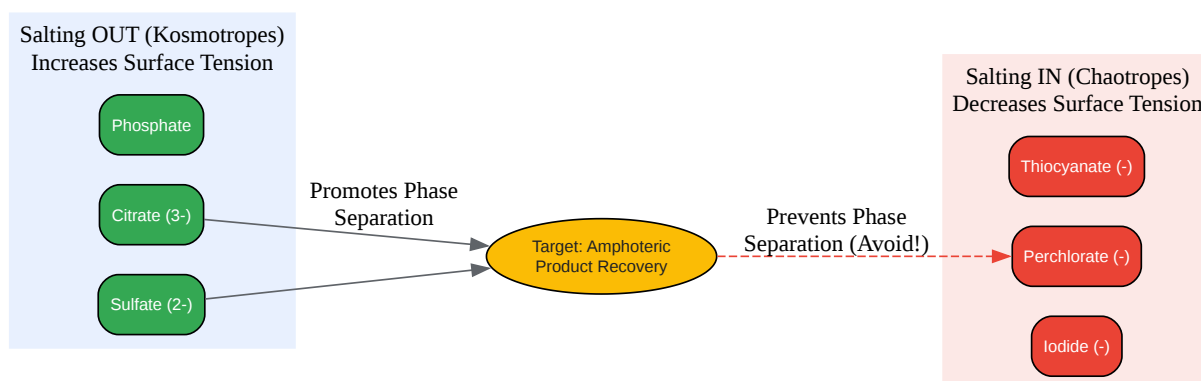 Salting OUT (Kosmotropes)
Increases Surface Tension
Phosphate
Citrate (3-)
Sulfate (2-)
Promotes Phase
Separation
Target: Amphoteric
Product Recovery
Prevents Phase
Separation (Avoid!)
Salting IN (Chaotropes)
Decreases Surface Tension
Thiocyanate (-)
Perchlorate (-)
Iodide (-)